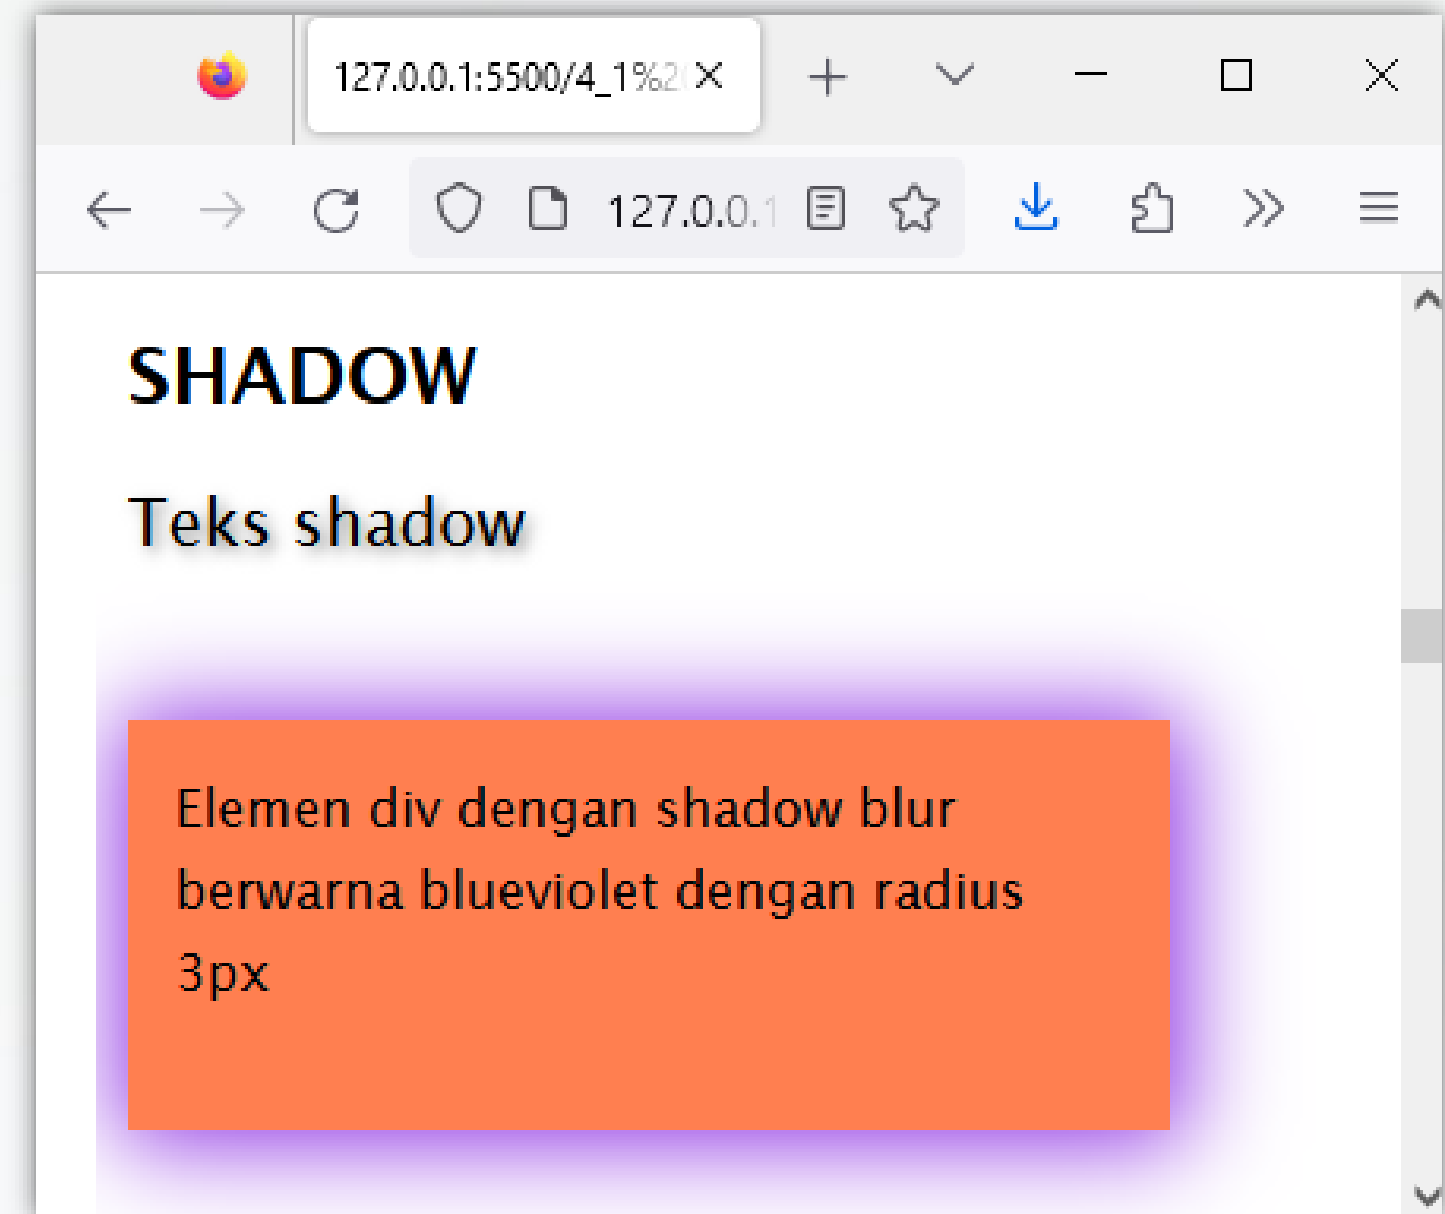 127.0.0.1:5500/4_1%20
127.0.0.1
SHADOW
Teks shadow
Elemen div dengan shadow blur
berwarna blueviolet dengan radius
3px